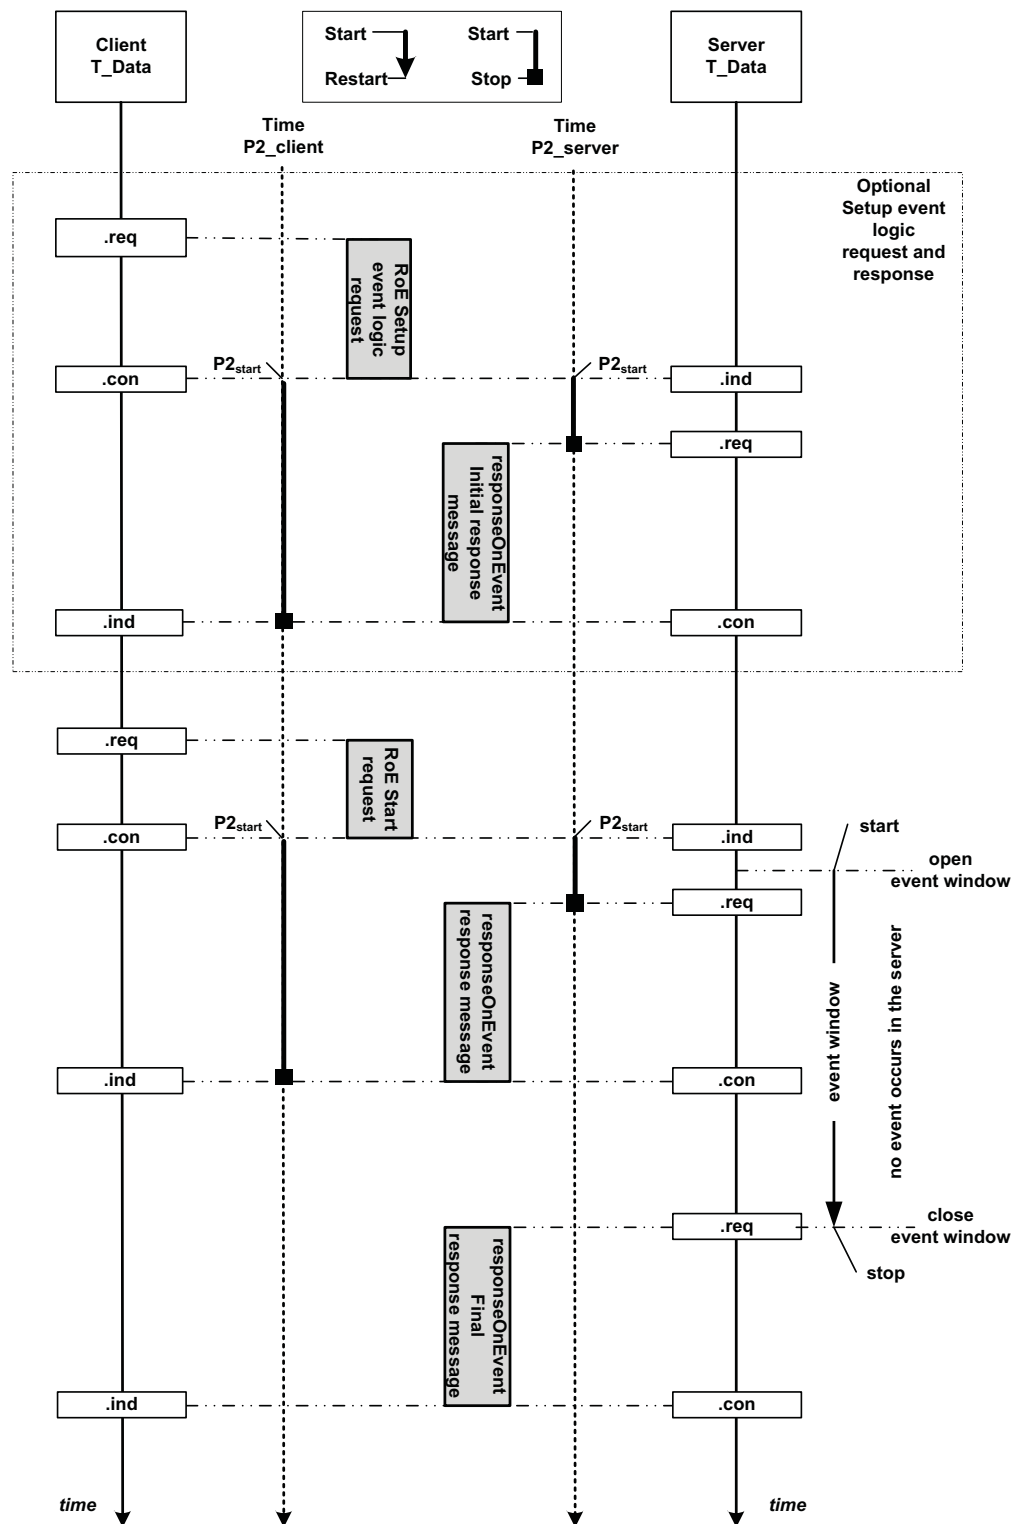 Client
T_Data
Start
Restart
Start
Stop
Server
T_Data
Time
P2_client
Time
P2_server
Optional
Setup event
logic
request and
response
.req
RoE Setup
event logic
request
.con
P2start
P2start
.ind
.req
responseOnEvent
Initial response
message
.ind
.con
.req
RoE Start
request
.con
P2start
P2start
.ind
start
open
event window
.req
responseOnEvent
response message
event window
no event occurs in the server
.ind
.con
.req
close
event window
stop
responseOnEvent
Final
response message
.ind
.con
time
time